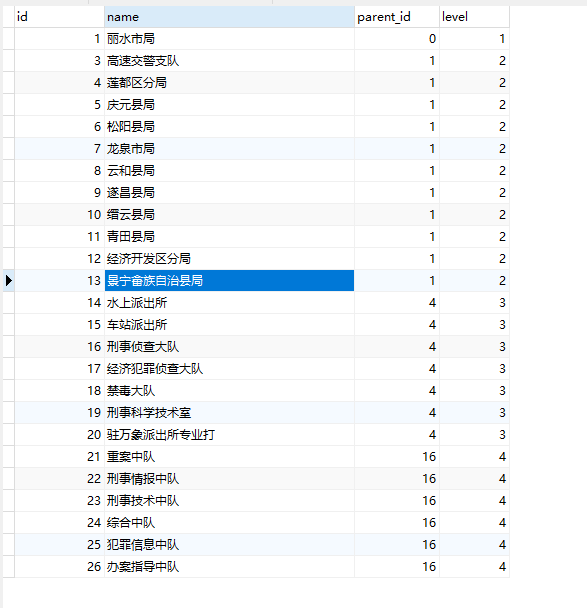 id name parent_id level
1 丽水市局 0 1
3 高速交警支队 1 2
4 莲都区分局 1 2
5 庆元县局 1 2
6 松阳县局 1 2
7 龙泉市局 1 2
8 云和县局 1 2
9 遂昌县局 1 2
10 缙云县局 1 2
11 青田县局 1 2
12 经济开发区分局 1 2
13 景宁畲族自治县局 1 2
14 水上派出所 4 3
15 车站派出所 4 3
16 刑事侦查大队 4 3
17 经济犯罪侦查大队 4 3
18 禁毒大队 4 3
19 刑事科学技术室 4 3
20 驻万象派出所专业打 4 3
21 重案中队 16 4
22 刑事情报中队 16 4
23 刑事技术中队 16 4
24 综合中队 16 4
25 犯罪信息中队 16 4
26 办案指导中队 16 4